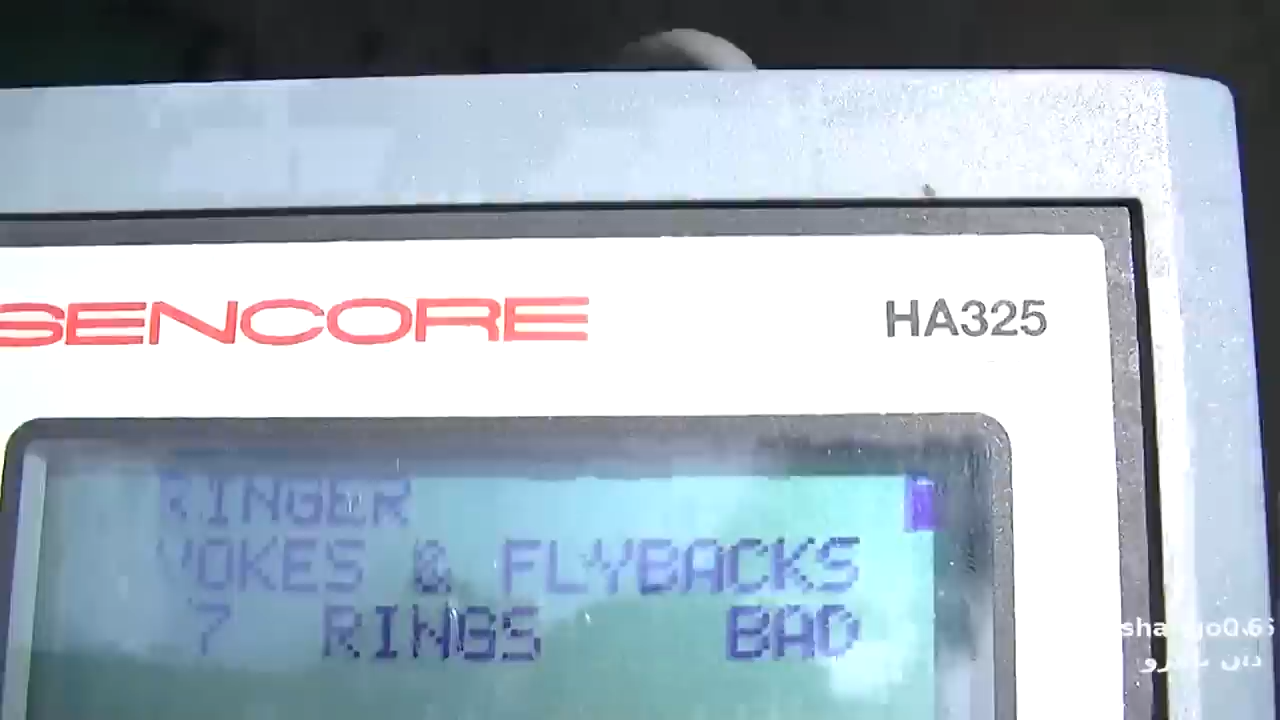 SENCORE
HA325
RINGER
YOKES & FLYBACKS
7 RINGS BAD